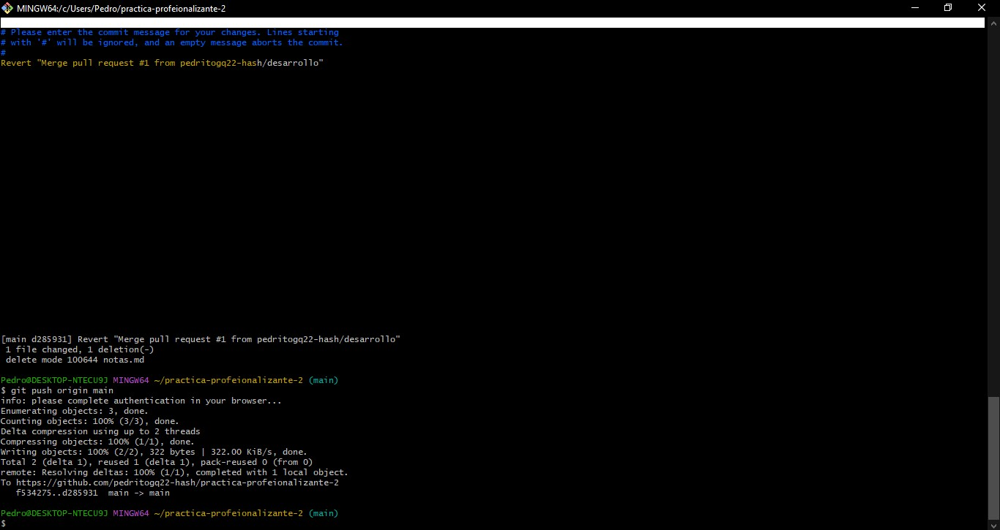 MINGW64:/c/Users/Pedro/practica-profeionalizante-2
# Please enter the commit message for your changes. Lines starting
# with '#' will be ignored, and an empty message aborts the commit.
#
Revert "Merge pull request #1 from pedritogq22-hash/desarrollo"
[main d285931] Revert "Merge pull request #1 from pedritogq22-hash/desarrollo"
 1 file changed, 1 deletion(-)
 delete mode 100644 notas.md
Pedro@DESKTOP-NTECU9J MINGW64 ~/practica-profeionalizante-2 (main)
$ git push origin main
info: please complete authentication in your browser...
Enumerating objects: 3, done.
Counting objects: 100% (3/3), done.
Delta compression using up to 2 threads
Compressing objects: 100% (1/1), done.
Writing objects: 100% (2/2), 322 bytes | 322.00 KiB/s, done.
Total 2 (delta 1), reused 1 (delta 1), pack-reused 0 (from 0)
remote: Resolving deltas: 100% (1/1), completed with 1 local object.
To https://github.com/pedritogq22-hash/practica-profeionalizante-2
   f534275..d285931  main -> main
Pedro@DESKTOP-NTECU9J MINGW64 ~/practica-profeionalizante-2 (main)
$